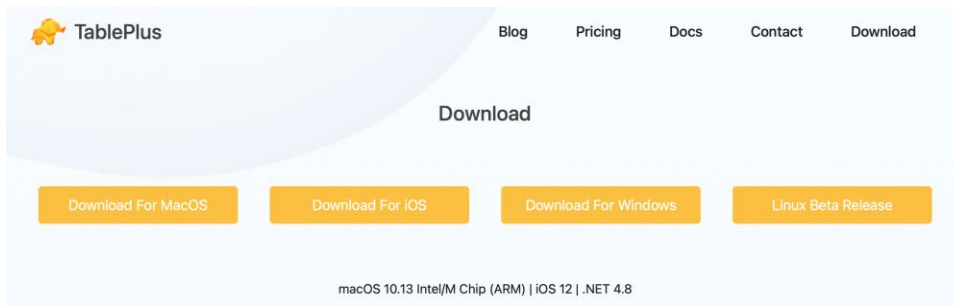 TablePlus Blog Pricing Docs Contact Download
Download
Download For MacOS Download For iOS Download For Windows Linux Beta Release
macOS 10.13 Intel/M Chip (ARM) | iOS 12 | .NET 4.8